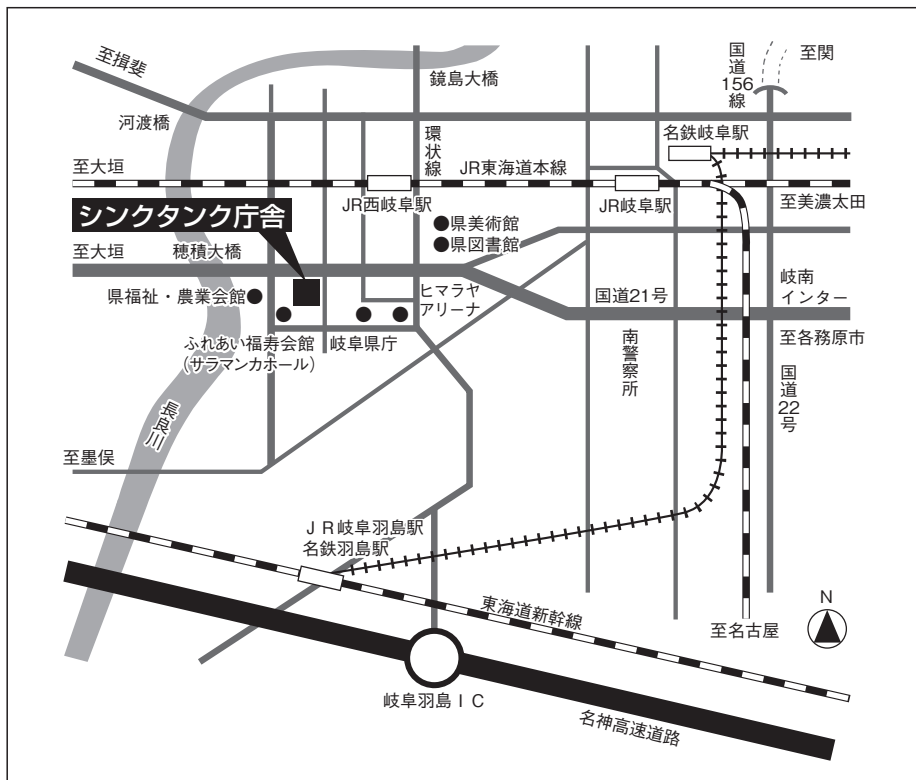 至揖斐
鏡島大橋
国道
156
線
至関
河渡橋
環状線
名鉄岐阜駅
至大垣
JR東海道本線
JR西岐阜駅
JR岐阜駅
至美濃太田
シンクタンク庁舎
県美術館
県図書館
至大垣
穂積大橋
岐南
インター
県福祉・農業会館
ヒマラヤ
アリーナ
国道21号
ふれあい福寿会館
(サラマンカホール)
岐阜県庁
南警察所
至各務原市
国道
22
号
長良川
至墨俣
JR岐阜羽島駅
名鉄羽島駅
東海道新幹線
至名古屋
N
岐阜羽島IC
名神高速道路